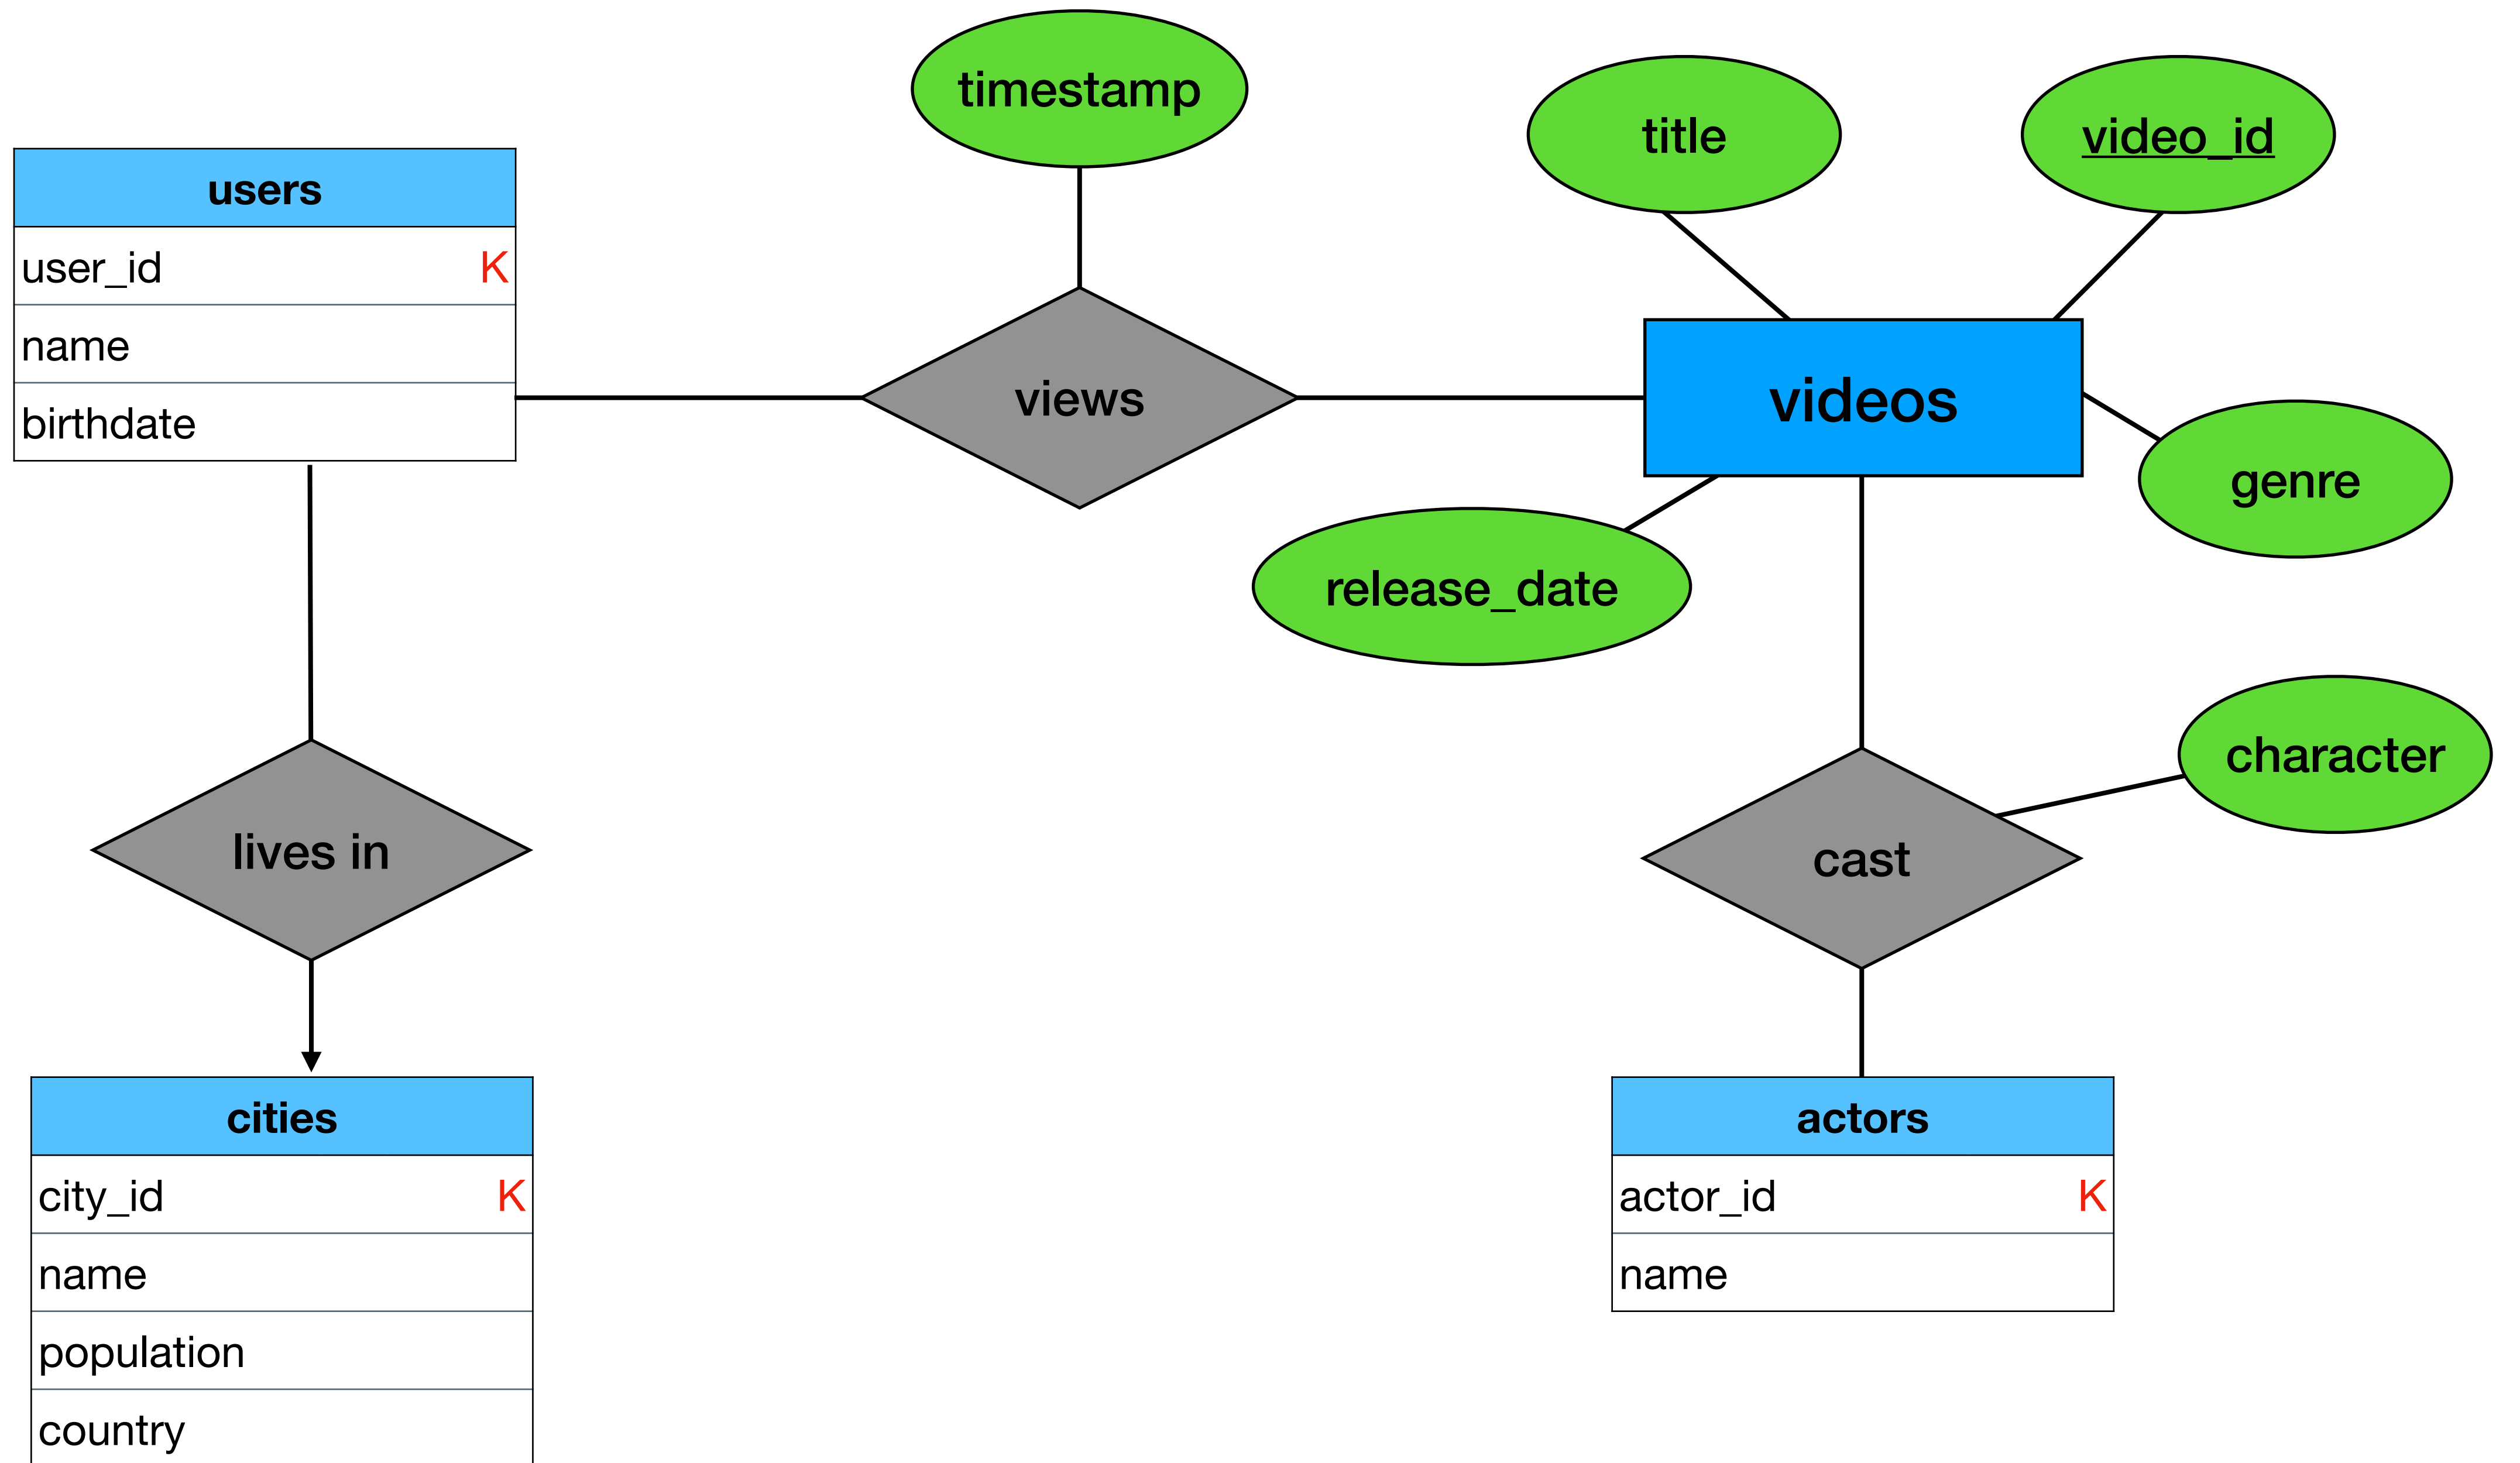 timestamp
title
video_id
users
user_id K
name
birthdate
views
videos
genre
release_date
character
lives in
cast
cities
city_id K
name
population
country
actors
actor_id K
name